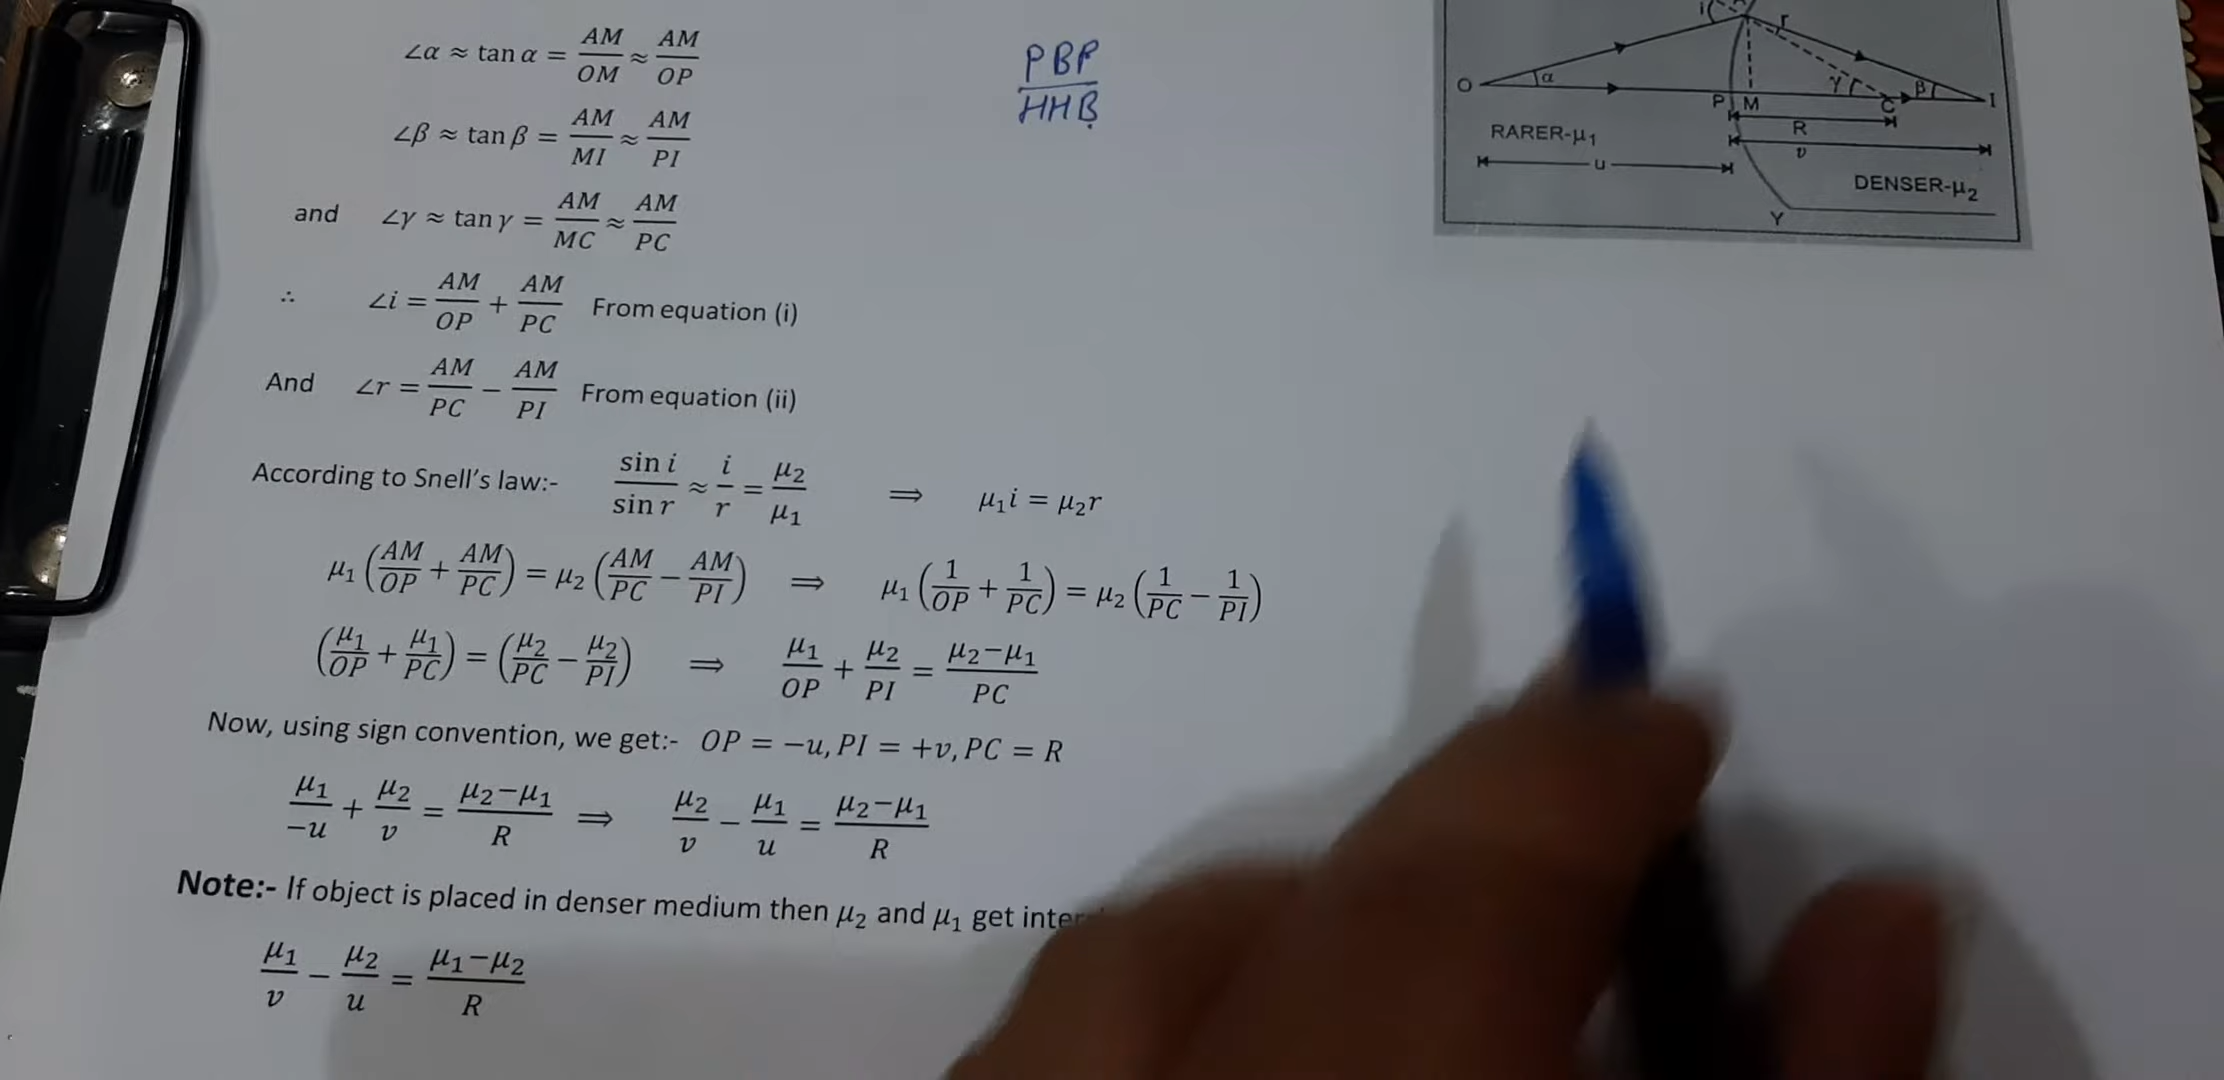 ∠α ≈ tan α = AM/OM ≈ AM/OP
∠β ≈ tan β = AM/MI ≈ AM/PI
and ∠γ ≈ tan γ = AM/MC ≈ AM/PC
∴ ∠i = AM/OP + AM/PC From equation (i)
And ∠r = AM/PC − AM/PI From equation (ii)
According to Snell's law:- sin i/sin r ≈ i/r = μ₂/μ₁ ⟹ μ₁i = μ₂r
μ₁(AM/OP + AM/PC) = μ₂(AM/PC − AM/PI) ⟹ μ₁(1/OP + 1/PC) = μ₂(1/PC − 1/PI)
(μ₁/OP + μ₁/PC) = (μ₂/PC − μ₂/PI) ⟹ μ₁/OP + μ₂/PI = μ₂−μ₁/PC
Now, using sign convention, we get:- OP = −u, PI = +v, PC = R
μ₁/−u + μ₂/v = μ₂−μ₁/R ⟹ μ₂/v − μ₁/u = μ₂−μ₁/R
Note:- If object is placed in denser medium then μ₂ and μ₁ get
μ₁/v − μ₂/u = μ₁−μ₂/R
PBP
HHB
i r
O α γ β I
P M C
R
RARER-μ₁
v
u
DENSER-μ₂
Y